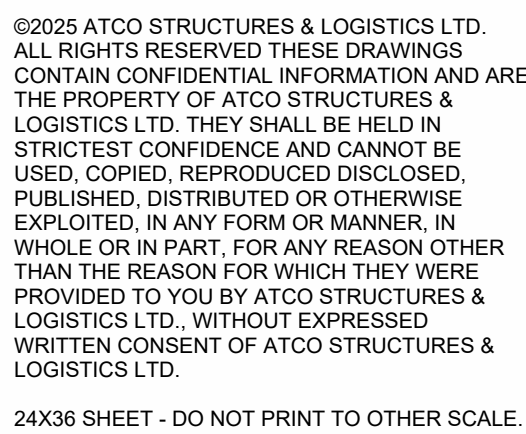 ©2025 ATCO STRUCTURES & LOGISTICS LTD.
ALL RIGHTS RESERVED THESE DRAWINGS
CONTAIN CONFIDENTIAL INFORMATION AND ARE
THE PROPERTY OF ATCO STRUCTURES &
LOGISTICS LTD. THEY SHALL BE HELD IN
STRICTEST CONFIDENCE AND CANNOT BE
USED, COPIED, REPRODUCED DISCLOSED,
PUBLISHED, DISTRIBUTED OR OTHERWISE
EXPLOITED, IN ANY FORM OR MANNER, IN
WHOLE OR IN PART, FOR ANY REASON OTHER
THAN THE REASON FOR WHICH THEY WERE
PROVIDED TO YOU BY ATCO STRUCTURES &
LOGISTICS LTD., WITHOUT EXPRESSED
WRITTEN CONSENT OF ATCO STRUCTURES &
LOGISTICS LTD.
24X36 SHEET - DO NOT PRINT TO OTHER SCALE.